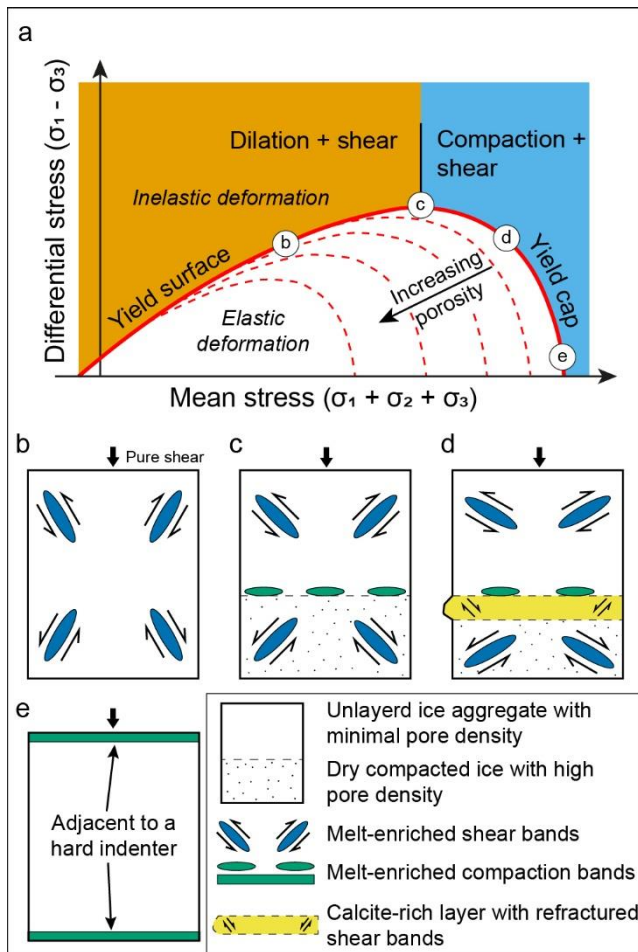 a
Differential stress (σ₁ - σ₃)
Dilation + shear
Compaction +
shear
Inelastic deformation
c
b
d
Yield surface
Yield cap
Increasing
porosity
Elastic
deformation
e
Mean stress (σ₁ + σ₂ + σ₃)
b
Pure shear
c
d
e
Adjacent to a
hard indenter
Unlayerd ice aggregate with
minimal pore density
Dry compacted ice with high
pore density
Melt-enriched shear bands
Melt-enriched compaction bands
Calcite-rich layer with refractured
shear bands